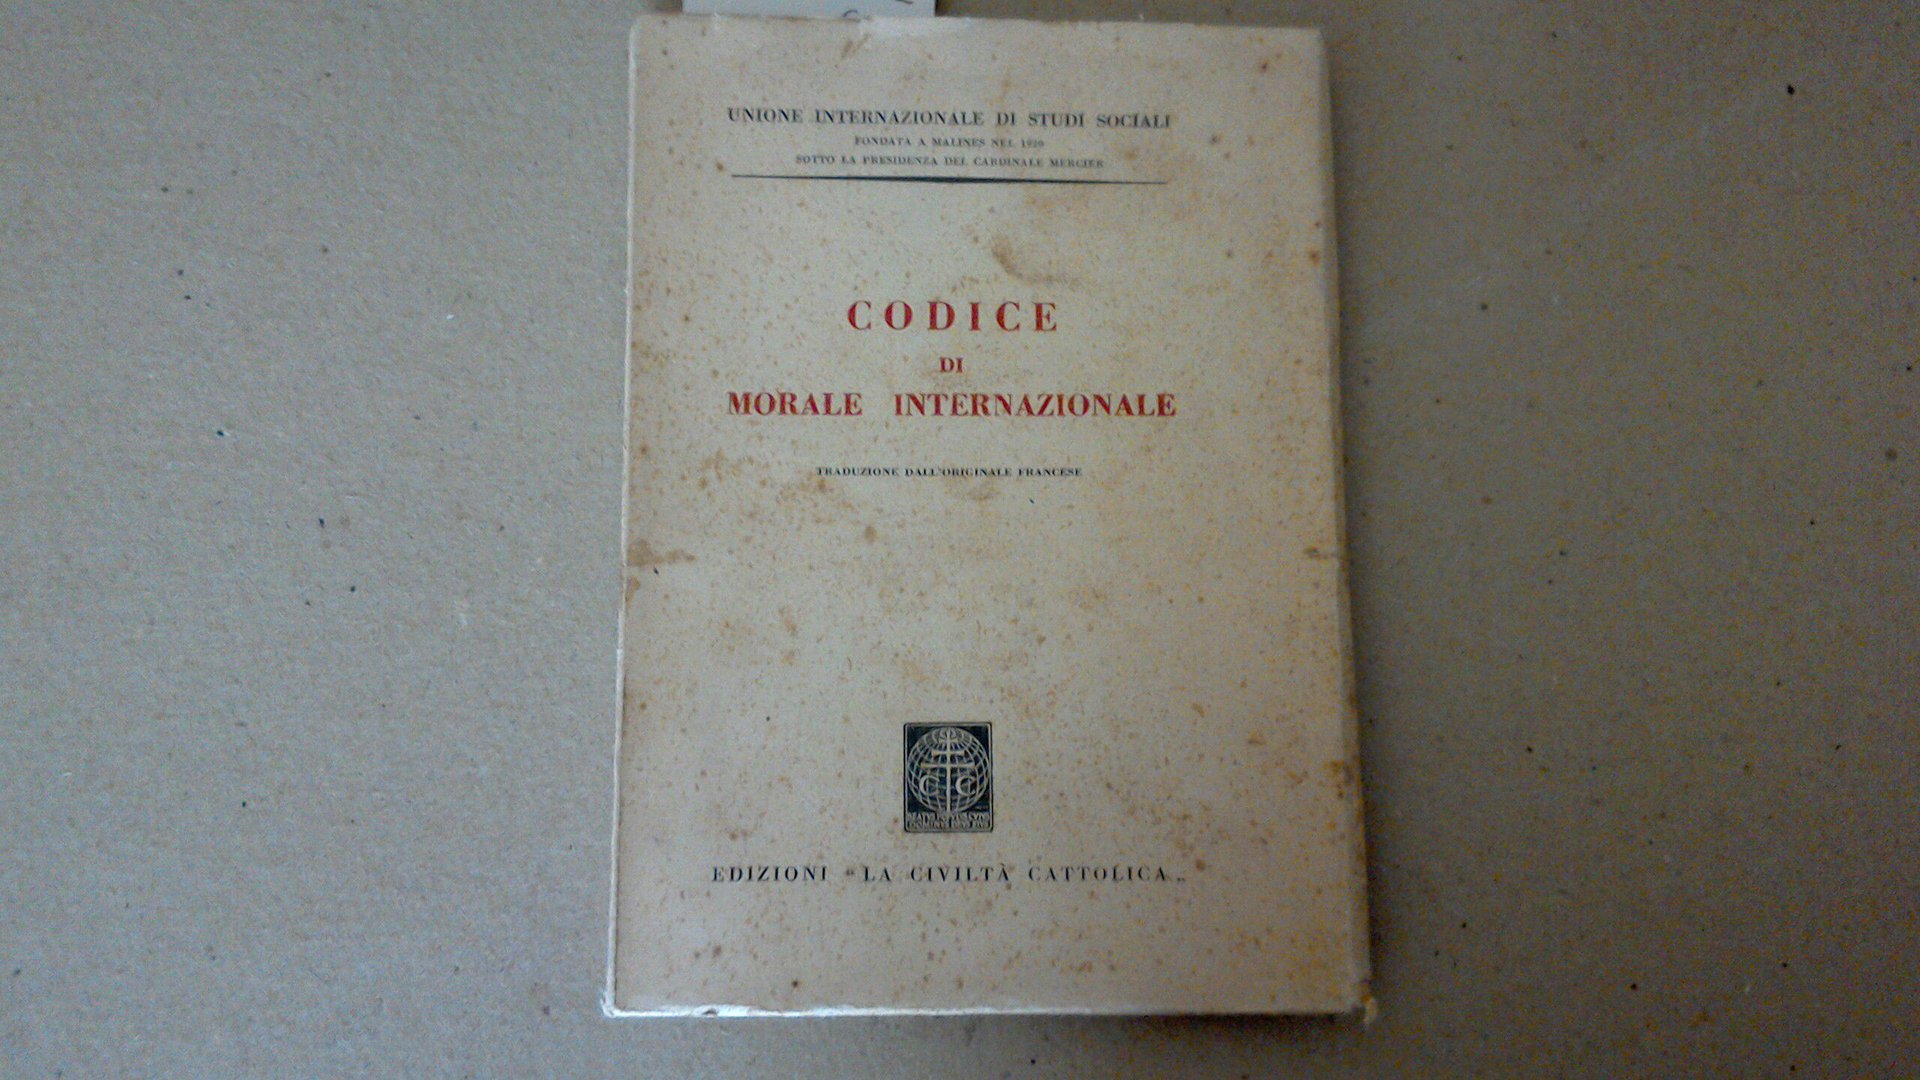 UNIONE INTERNAZIONALE DI STUDI SOCIALI
FONDATA A MALINES NEL 1920
SOTTO LA PRESIDENZA DEL CARDINALE MERCIER
CODICE
DI
MORALE INTERNAZIONALE
TRADUZIONE DALL'ORIGINALE FRANCESE
C C
EDIZIONI "LA CIVILTÀ CATTOLICA„